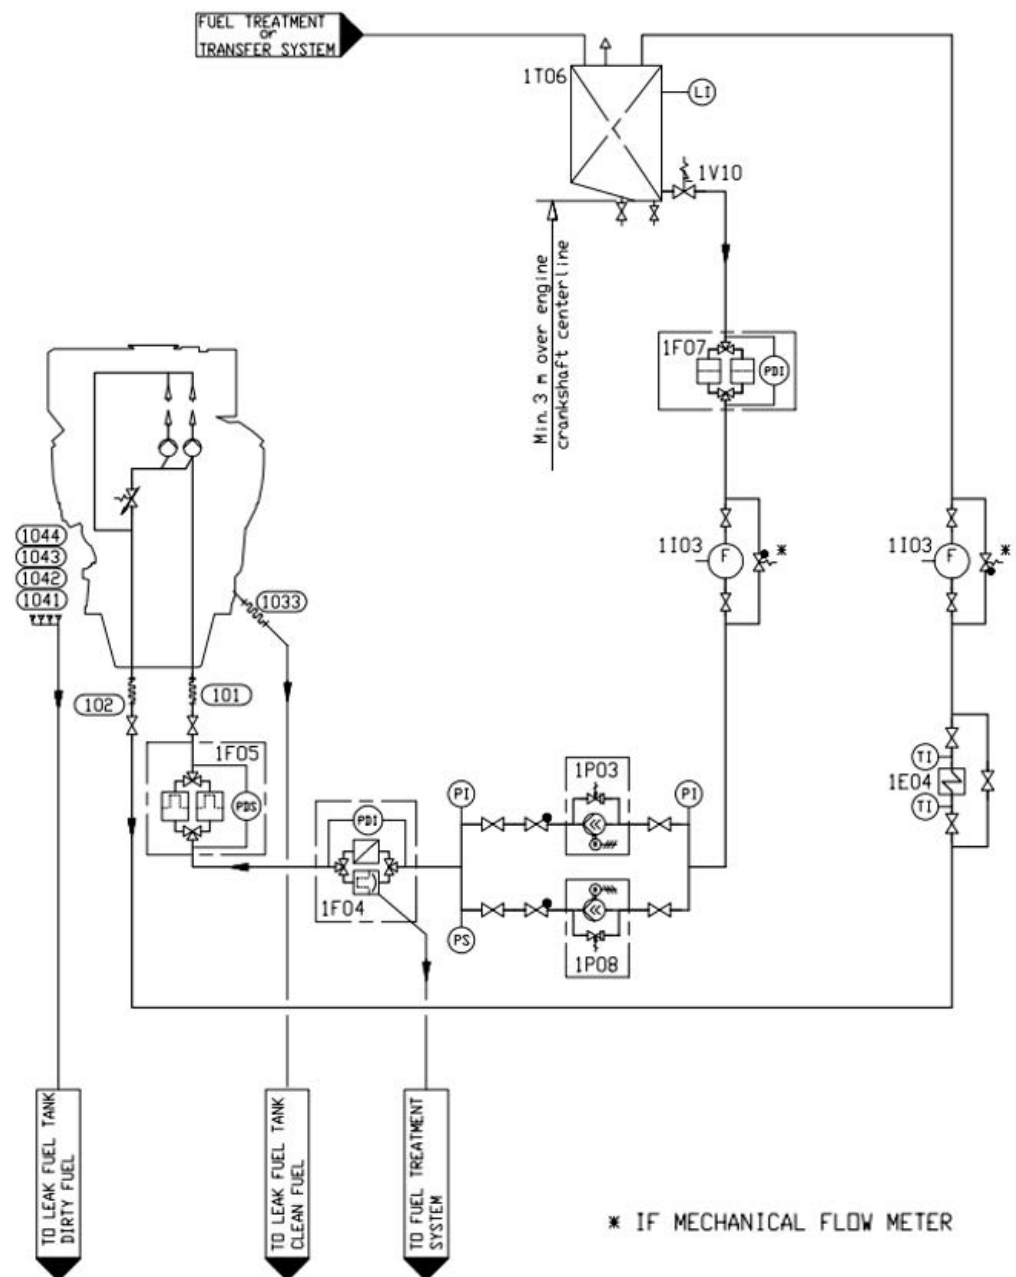 FUEL TREATMENT
or
TRANSFER SYSTEM
1T06
LI
1V10
Min. 3 m over engine
crankshaft centerline
1F07
PDI
1I03
F
*
1I03
F
*
1044
1043
1042
1041
1033
102
101
1F05
PDS
PDI
1F04
PI
PS
1P03
1P08
PI
TI
1E04
TI
TO LEAK FUEL TANK
DIRTY FUEL
TO LEAK FUEL TANK
CLEAN FUEL
TO FUEL TREATMENT
SYSTEM
* IF MECHANICAL FLOW METER